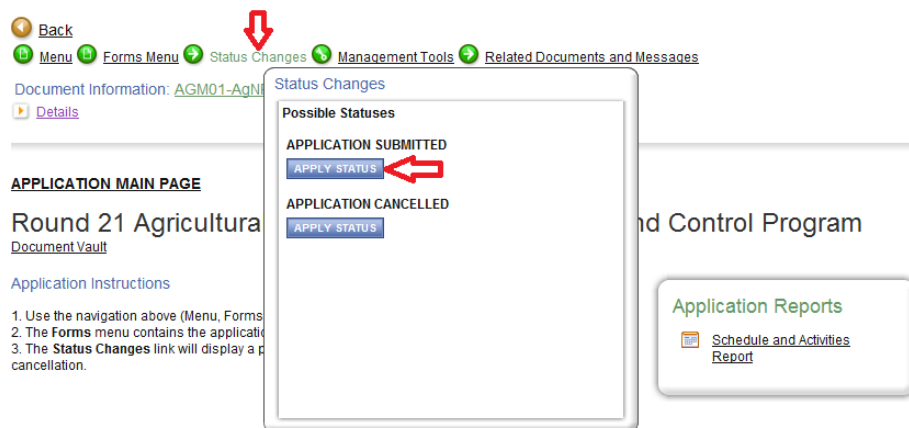 Back
Menu Forms Menu Status Changes Management Tools Related Documents and Messages
Document Information: AGM01-AgN
Details
Status Changes
Possible Statuses
APPLICATION SUBMITTED
APPLY STATUS
APPLICATION CANCELLED
APPLY STATUS
APPLICATION MAIN PAGE
Round 21 Agricultura nd Control Program
Document Vault
Application Instructions
1. Use the navigation above (Menu, Forms
2. The Forms menu contains the applicatio
3. The Status Changes link will display a p
cancellation.
Application Reports
Schedule and Activities
Report